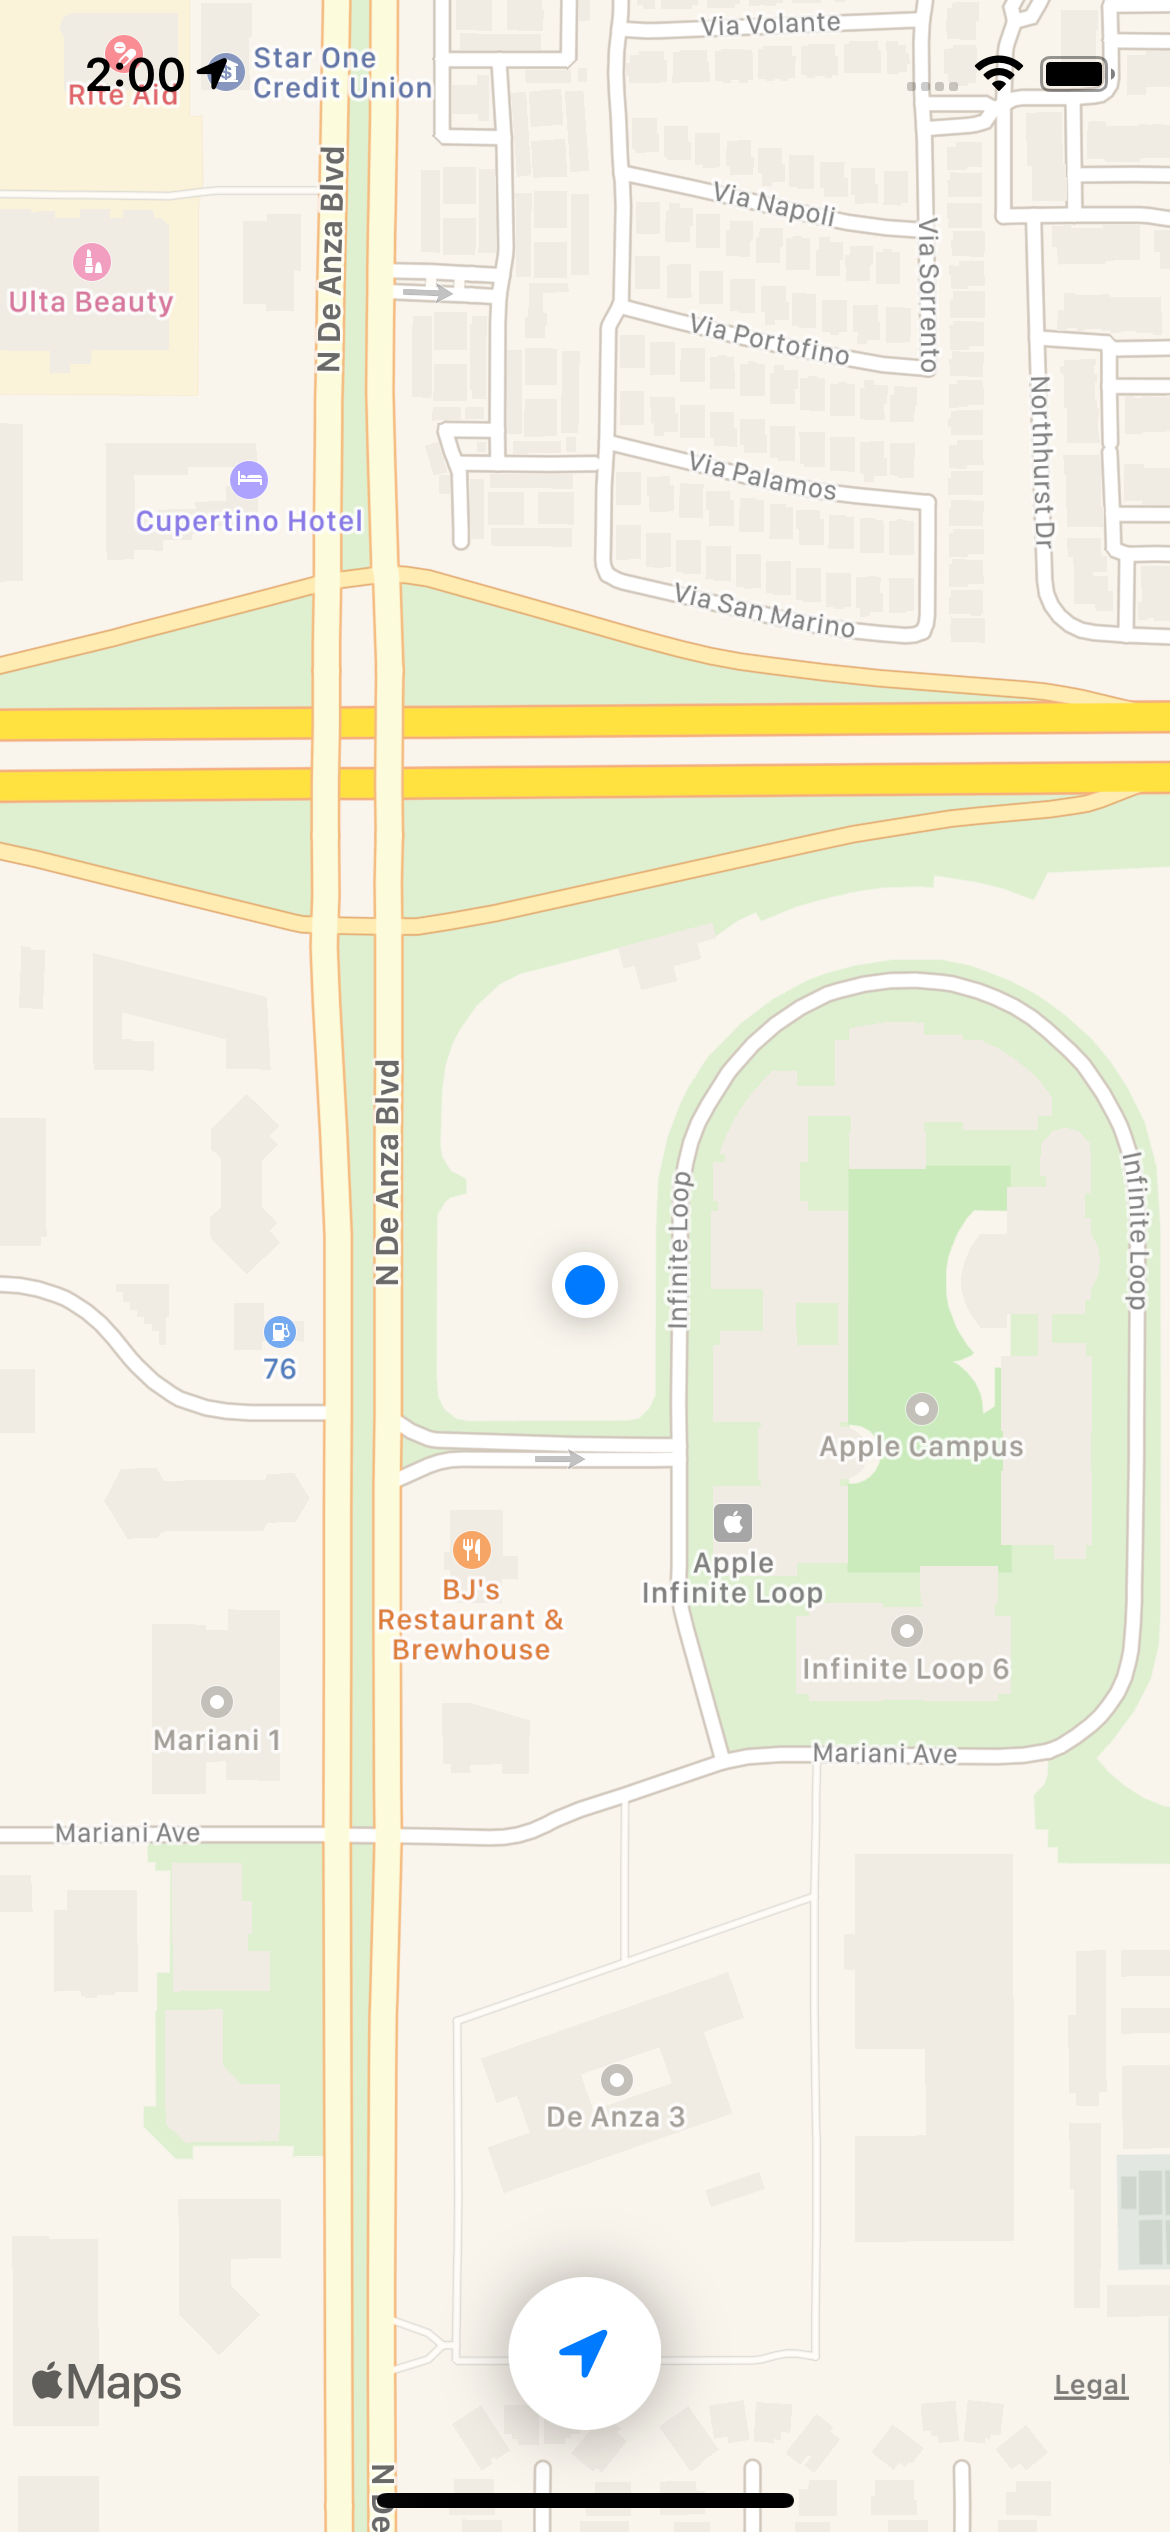 Via Volante
2:00
Star One
Credit Union
Rite Aid
N De Anza Blvd
Via Napoli
Via Sorrento
Ulta Beauty
Via Portofino
Northhurst Dr
Via Palamos
Cupertino Hotel
Via San Marino
N De Anza Blvd
Infinite Loop
Infinite Loop
76
Apple Campus
Apple
Infinite Loop
BJ's
Restaurant &
Brewhouse
Infinite Loop 6
Mariani 1
Mariani Ave
Mariani Ave
De Anza 3
Maps
Legal
N De